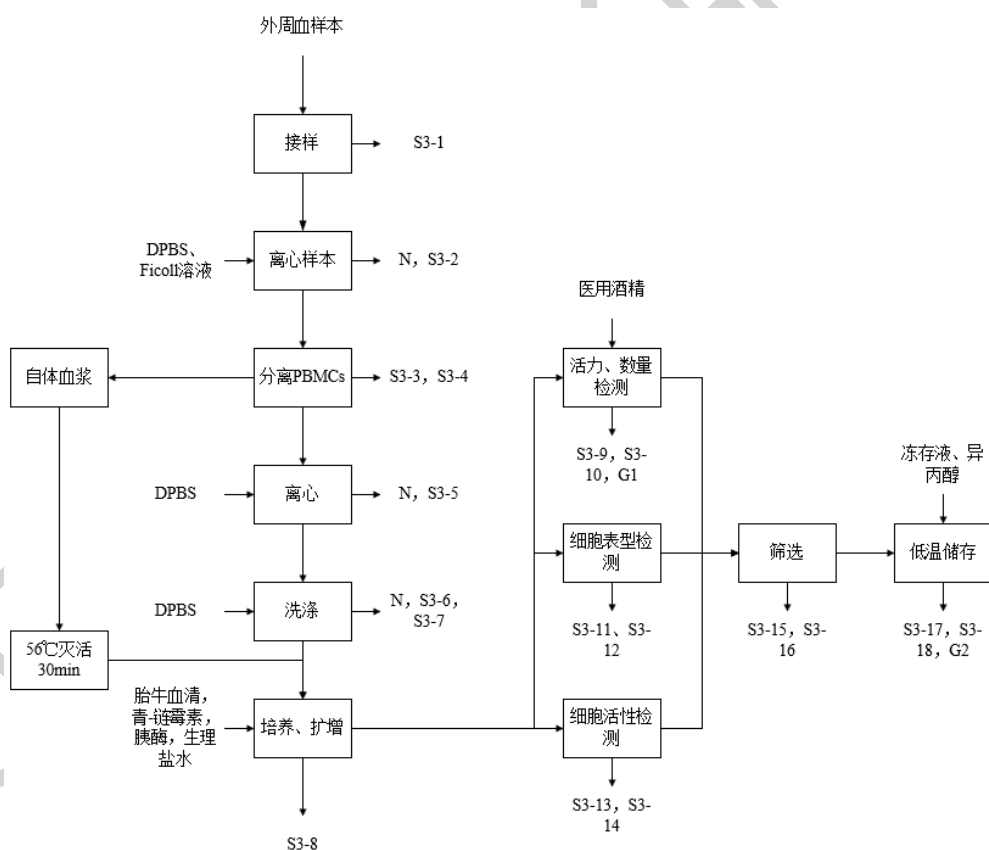 外周血样本
接样
S3-1
DPBS、
Ficoll溶液
离心样本
N，S3-2
自体血浆
分离PBMCs
S3-3，S3-4
DPBS
离心
N，S3-5
DPBS
洗涤
N，S3-6，
S3-7
56℃灭活
30min
胎牛血清，
青-链霉素，
胰酶，生理
盐水
培养、扩增
S3-8
医用酒精
活力、数量
检测
S3-9，S3-
10，G1
细胞表型检
测
S3-11、S3-
12
细胞活性检
测
S3-13，S3-
14
筛选
S3-15，S3-
16
冻存液、异
丙醇
低温储存
S3-17，S3-
18，G2